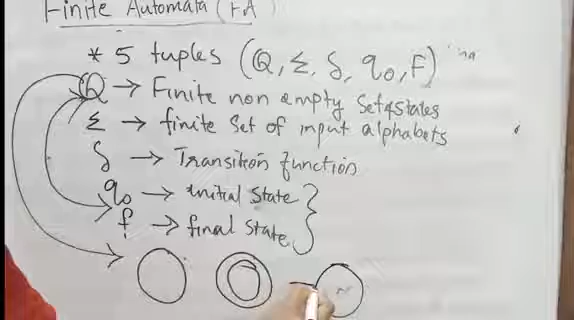 Finite Automata (FA)
* 5 tuples (Q, Σ, δ, q0, F)
Q → Finite non empty Set of States
Σ → finite Set of input alphabets
δ → Transition function
q0 → initial state
f → final state